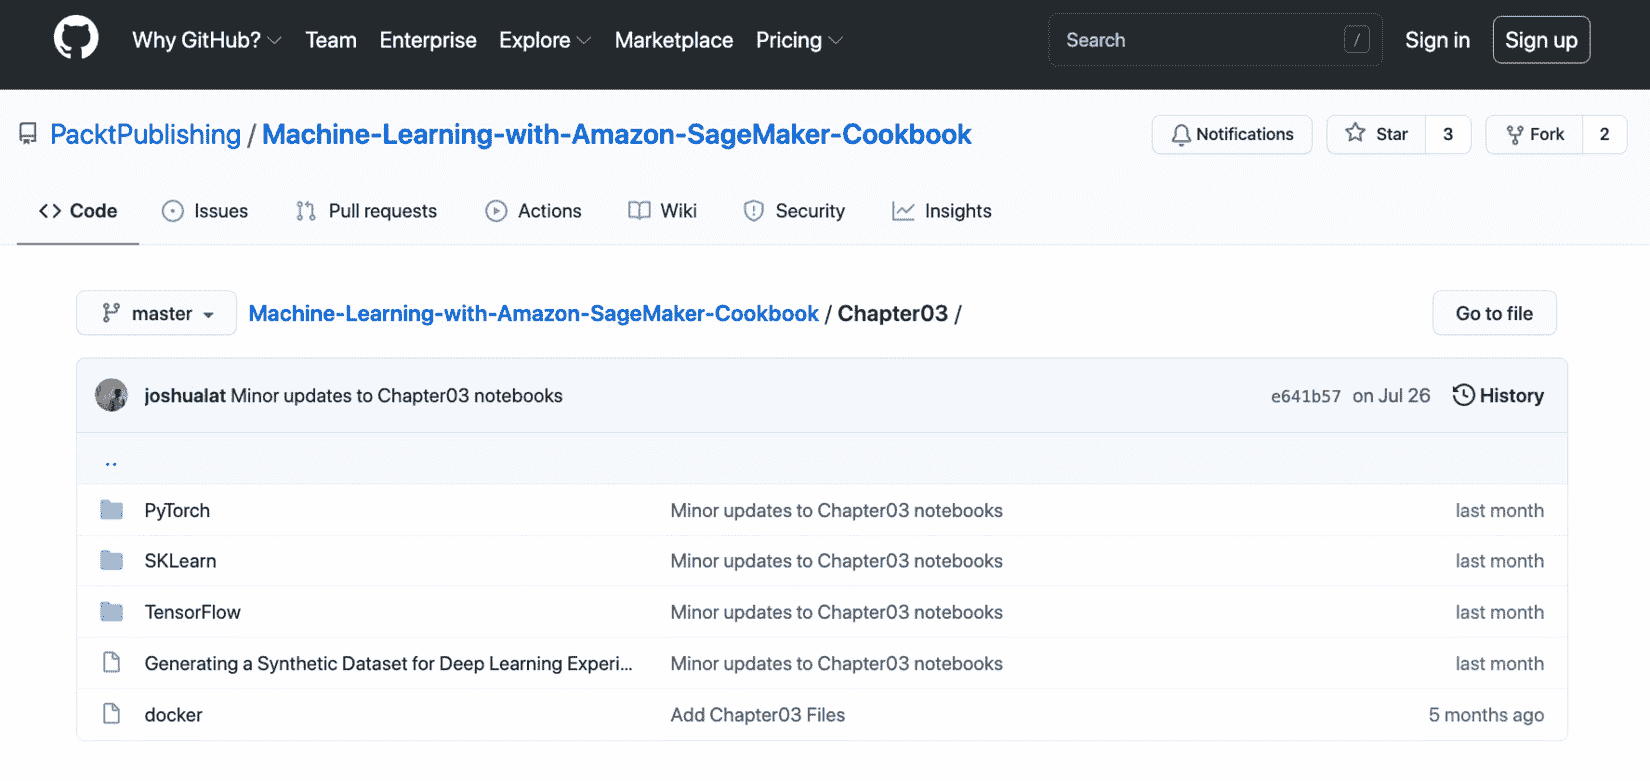 Why GitHub? Team Enterprise Explore Marketplace Pricing Search / Sign in Sign up
PacktPublishing / Machine-Learning-with-Amazon-SageMaker-Cookbook Notifications Star 3 Fork 2
Code Issues Pull requests Actions Wiki Security Insights
master Machine-Learning-with-Amazon-SageMaker-Cookbook / Chapter03 / Go to file
joshualat Minor updates to Chapter03 notebooks e641b57 on Jul 26 History
..
PyTorch Minor updates to Chapter03 notebooks last month
SKLearn Minor updates to Chapter03 notebooks last month
TensorFlow Minor updates to Chapter03 notebooks last month
Generating a Synthetic Dataset for Deep Learning Experi... Minor updates to Chapter03 notebooks last month
docker Add Chapter03 Files 5 months ago